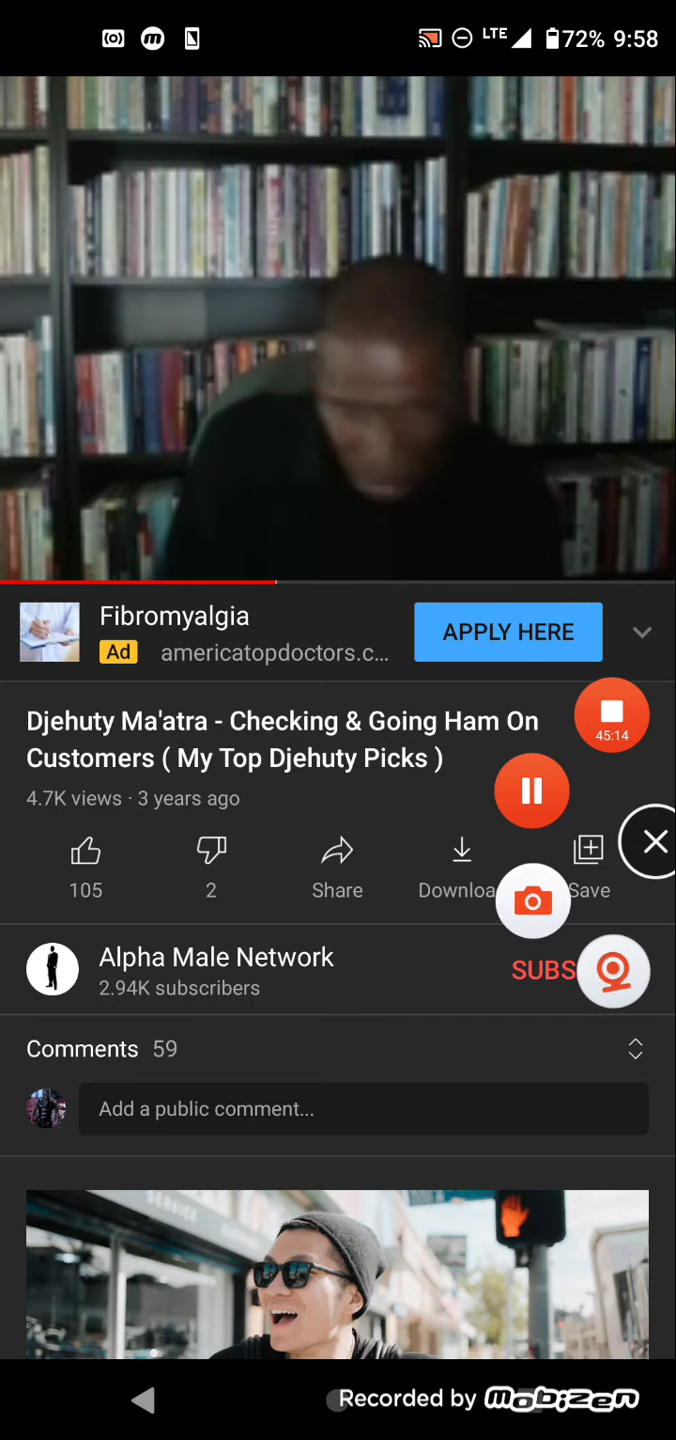 LTE 72% 9:58
Fibromyalgia
Ad americatopdoctors.c...
APPLY HERE
Djehuty Ma'atra - Checking & Going Ham On
Customers ( My Top Djehuty Picks )
45:14
4.7K views · 3 years ago
105 2 Share Downloa Save
Alpha Male Network
2.94K subscribers
SUBS
Comments 59
Add a public comment...
Recorded by mobizen